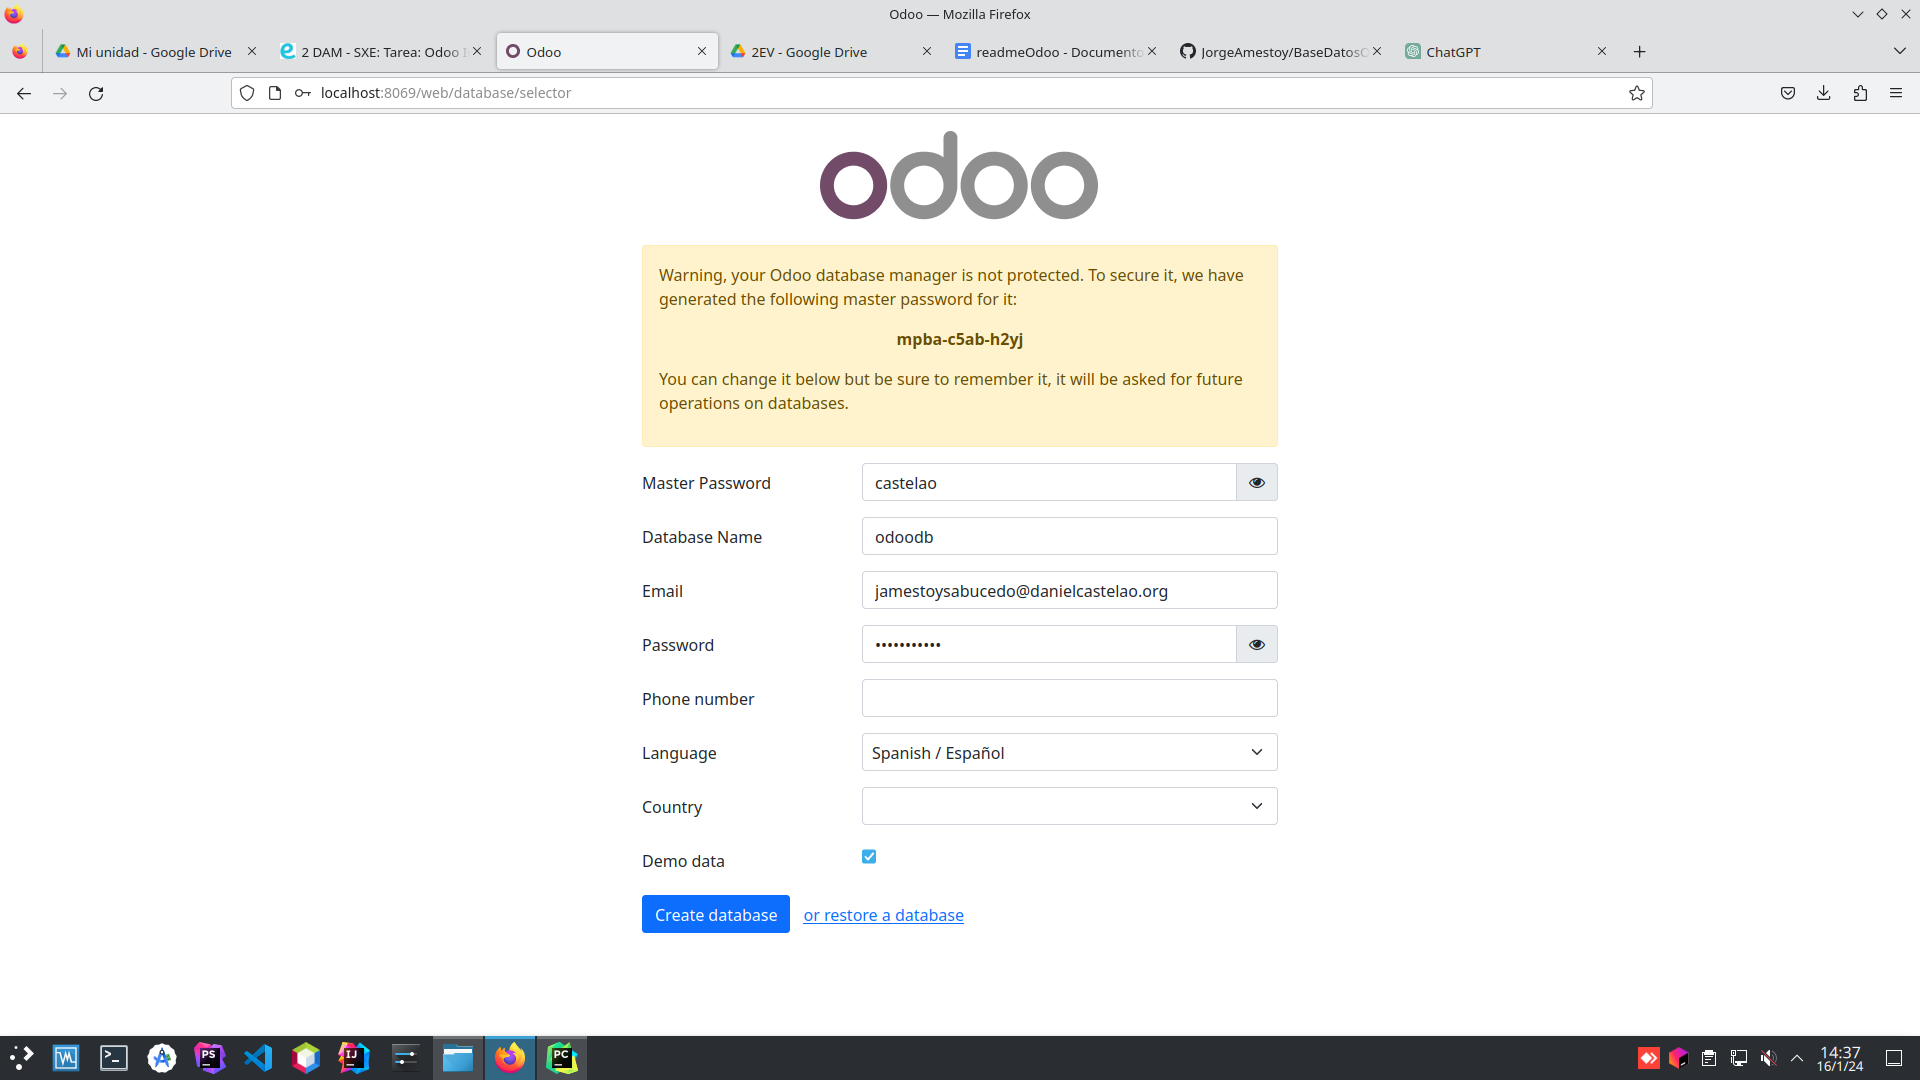 Odoo — Mozilla Firefox
Mi unidad - Google Drive
2 DAM - SXE: Tarea: Odoo
Odoo
2EV - Google Drive
readmeOdoo - Documento
JorgeAmestoy/BaseDatosO
ChatGPT
localhost:8069/web/database/selector
odoo
Warning, your Odoo database manager is not protected. To secure it, we have
generated the following master password for it:
mpba-c5ab-h2yj
You can change it below but be sure to remember it, it will be asked for future
operations on databases.
Master Password
castelao
Database Name
odoodb
Email
jamestoysabucedo@danielcastelao.org
Password
•••••••••••
Phone number
Language
Spanish / Español
Country
Demo data
Create database
or restore a database
PS
IJ
PC
14:37
16/1/24